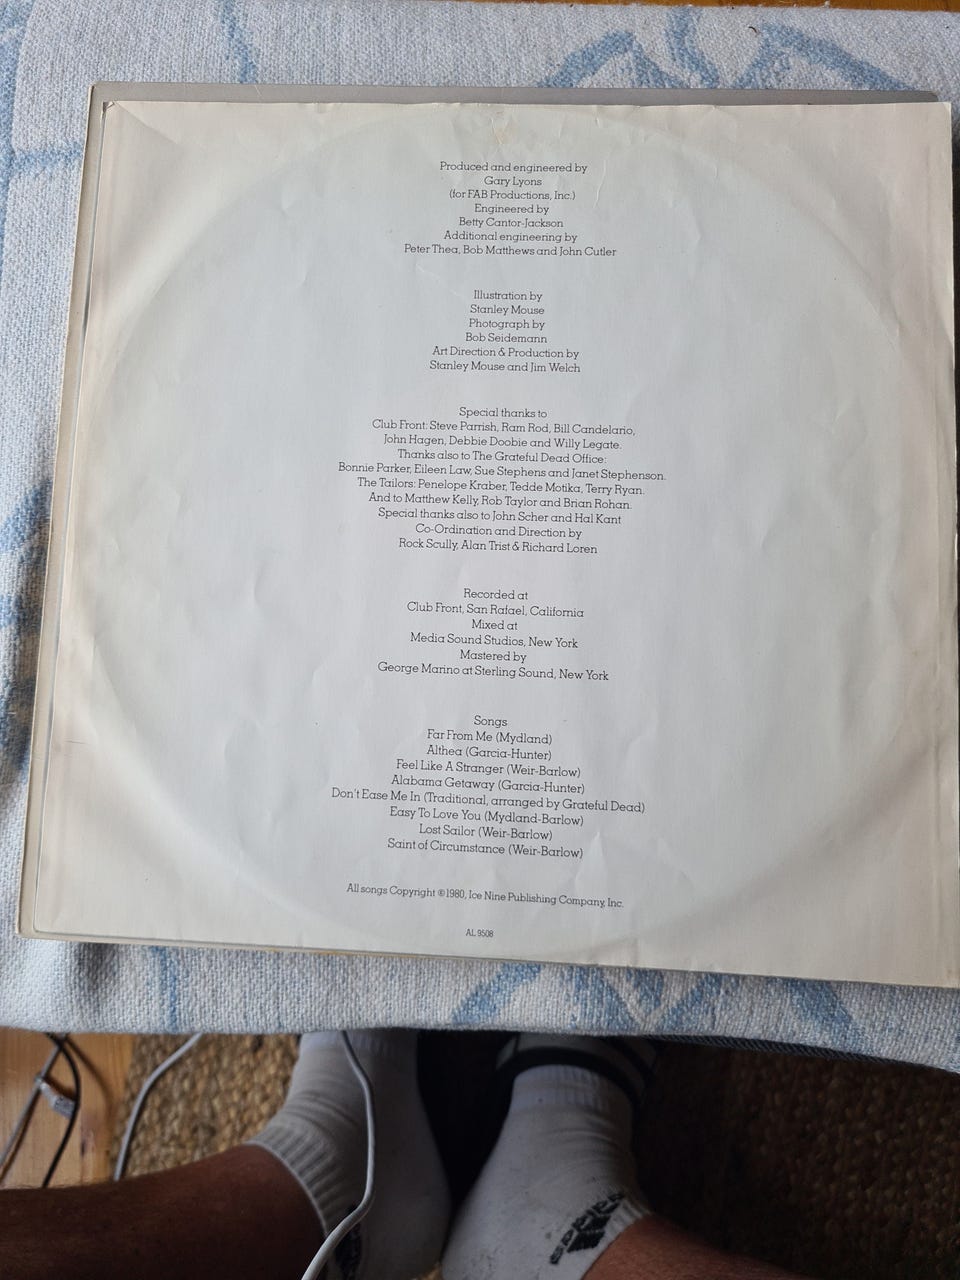 Produced and engineered by
Gary Lyons
(for FAB Productions, Inc.)
Engineered by
Betty Cantor-Jackson
Additional engineering by
Peter Thea, Bob Matthews and John Cutler
Illustration by
Stanley Mouse
Photograph by
Bob Seidemann
Art Direction & Production by
Stanley Mouse and Jim Welch
Special thanks to
Club Front: Steve Parrish, Ram Rod, Bill Candelario,
John Hagen, Debbie Doobie and Willy Legate.
Thanks also to The Grateful Dead Office:
Bonnie Parker, Eileen Law, Sue Stephens and Janet Stephenson.
The Tailors: Penelope Kraber, Tedde Motika, Terry Ryan.
And to Matthew Kelly, Rob Taylor and Brian Rohan.
Special thanks also to John Scher and Hal Kant
Co-Ordination and Direction by
Rock Scully, Alan Trist & Richard Loren
Recorded at
Club Front, San Rafael, California
Mixed at
Media Sound Studios, New York
Mastered by
George Marino at Sterling Sound, New York
Songs
Far From Me (Mydland)
Althea (Garcia-Hunter)
Feel Like A Stranger (Weir-Barlow)
Alabama Getaway (Garcia-Hunter)
Don't Ease Me In (Traditional, arranged by Grateful Dead)
Easy To Love You (Mydland-Barlow)
Lost Sailor (Weir-Barlow)
Saint of Circumstance (Weir-Barlow)
All songs Copyright ©1980, Ice Nine Publishing Company, Inc.
AL 9508
adidas